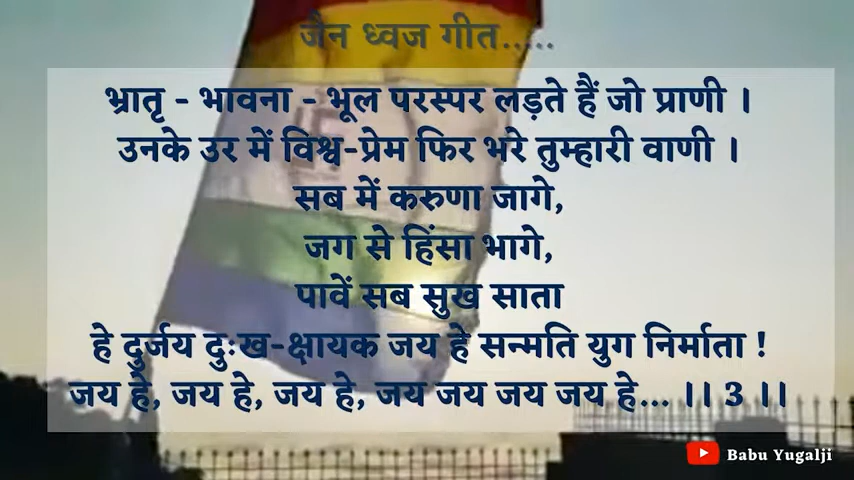 जैन ध्वज गीत.....
भ्रातृ - भावना - भूल परस्पर लड़ते हैं जो प्राणी ।
उनके उर में विश्व-प्रेम फिर भरे तुम्हारी वाणी ।
सब में करुणा जागे,
जग से हिंसा भागे,
पावें सब सुख साता
हे दुर्जय दुःख-क्षायक जय हे सन्मति युग निर्माता !
जय हे, जय हे, जय हे, जय जय जय जय हे... ।। 3 ।।
Babu Yugalji